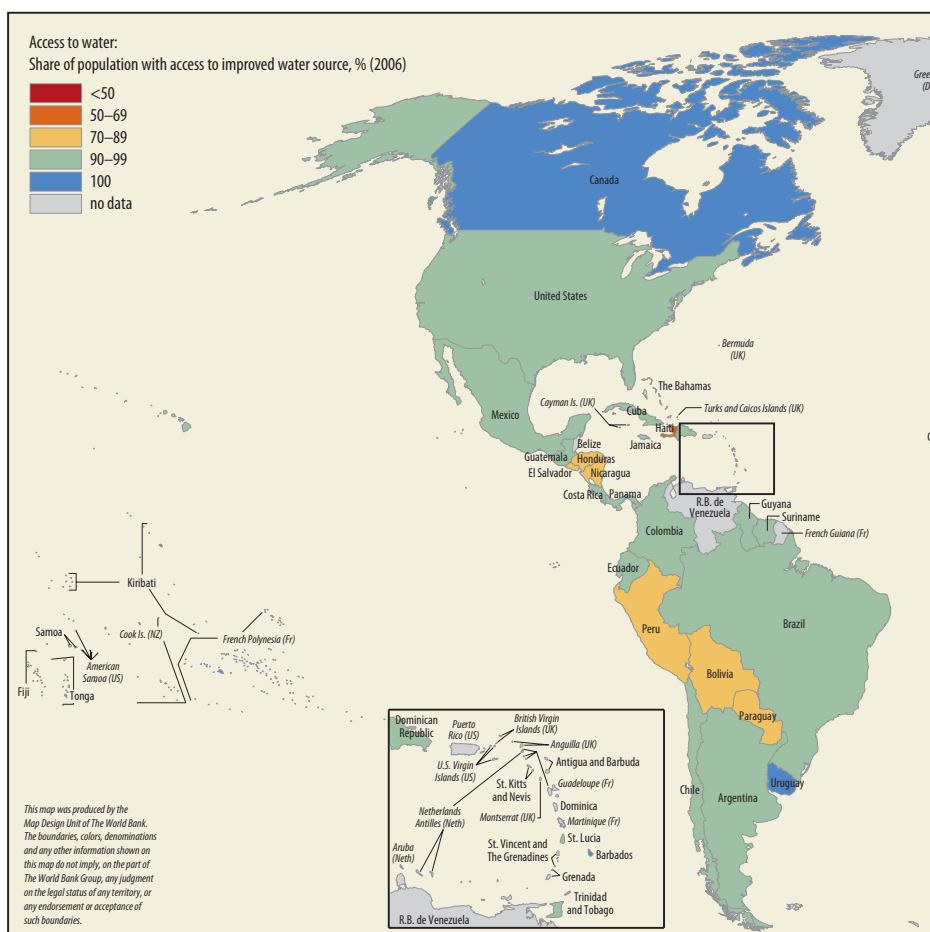 Access to water:
Share of population with access to improved water source, % (2006)
<50
50–69
70–89
90–99
100
no data
Canada
United States
Bermuda
(UK)
The Bahamas
Cayman Is. (UK)
Cuba
Turks and Caicos Islands (UK)
Mexico
Haiti
Belize
Jamaica
Guatemala
Honduras
El Salvador
Nicaragua
Costa Rica
Panama
R.B. de
Venezuela
Guyana
Suriname
French Guiana (Fr)
Colombia
Ecuador
Kiribati
Brazil
Peru
Samoa
Cook Is. (NZ)
French Polynesia (Fr)
American
Samoa (US)
Fiji
Tonga
Bolivia
Paraguay
Uruguay
Chile
Argentina
Dominican
Republic
Puerto
Rico (US)
British Virgin
Islands (UK)
Anguilla (UK)
U.S. Virgin
Islands (US)
Antigua and Barbuda
St. Kitts
and Nevis
Guadeloupe (Fr)
Netherlands
Antilles (Neth)
Montserrat (UK)
Dominica
Martinique (Fr)
St. Lucia
Aruba
(Neth)
St. Vincent and
The Grenadines
Barbados
Grenada
Trinidad
and Tobago
R.B. de Venezuela
This map was produced by the
Map Design Unit of The World Bank.
The boundaries, colors, denominations
and any other information shown on
this map do not imply, on the part of
The World Bank Group, any judgment
on the legal status of any territory, or
any endorsement or acceptance of
such boundaries.